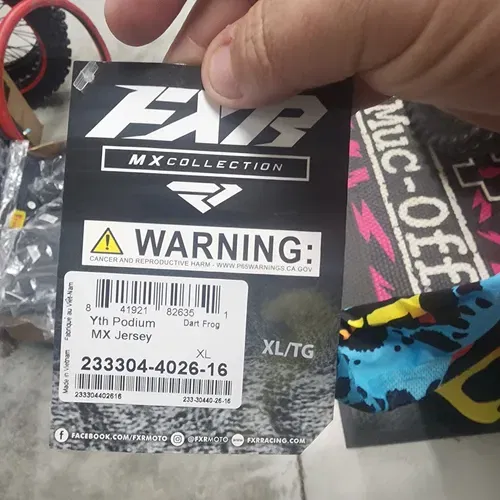 FXR
MX COLLECTION
WARNING:
CANCER AND REPRODUCTIVE HARM - WWW.P65WARNINGS.CA.GOV
8 41921 82635 1
Yth Podium Dart Frog
MX Jersey
XL
233304-4026-16
233304402616 233-30440-26-16
Made in Vietnam Fabriqué au Viet-Nam
XL/TG
FACEBOOK.COM/FXRMOTO @FXRMOTO FXRRACING.COM
Muc-Off